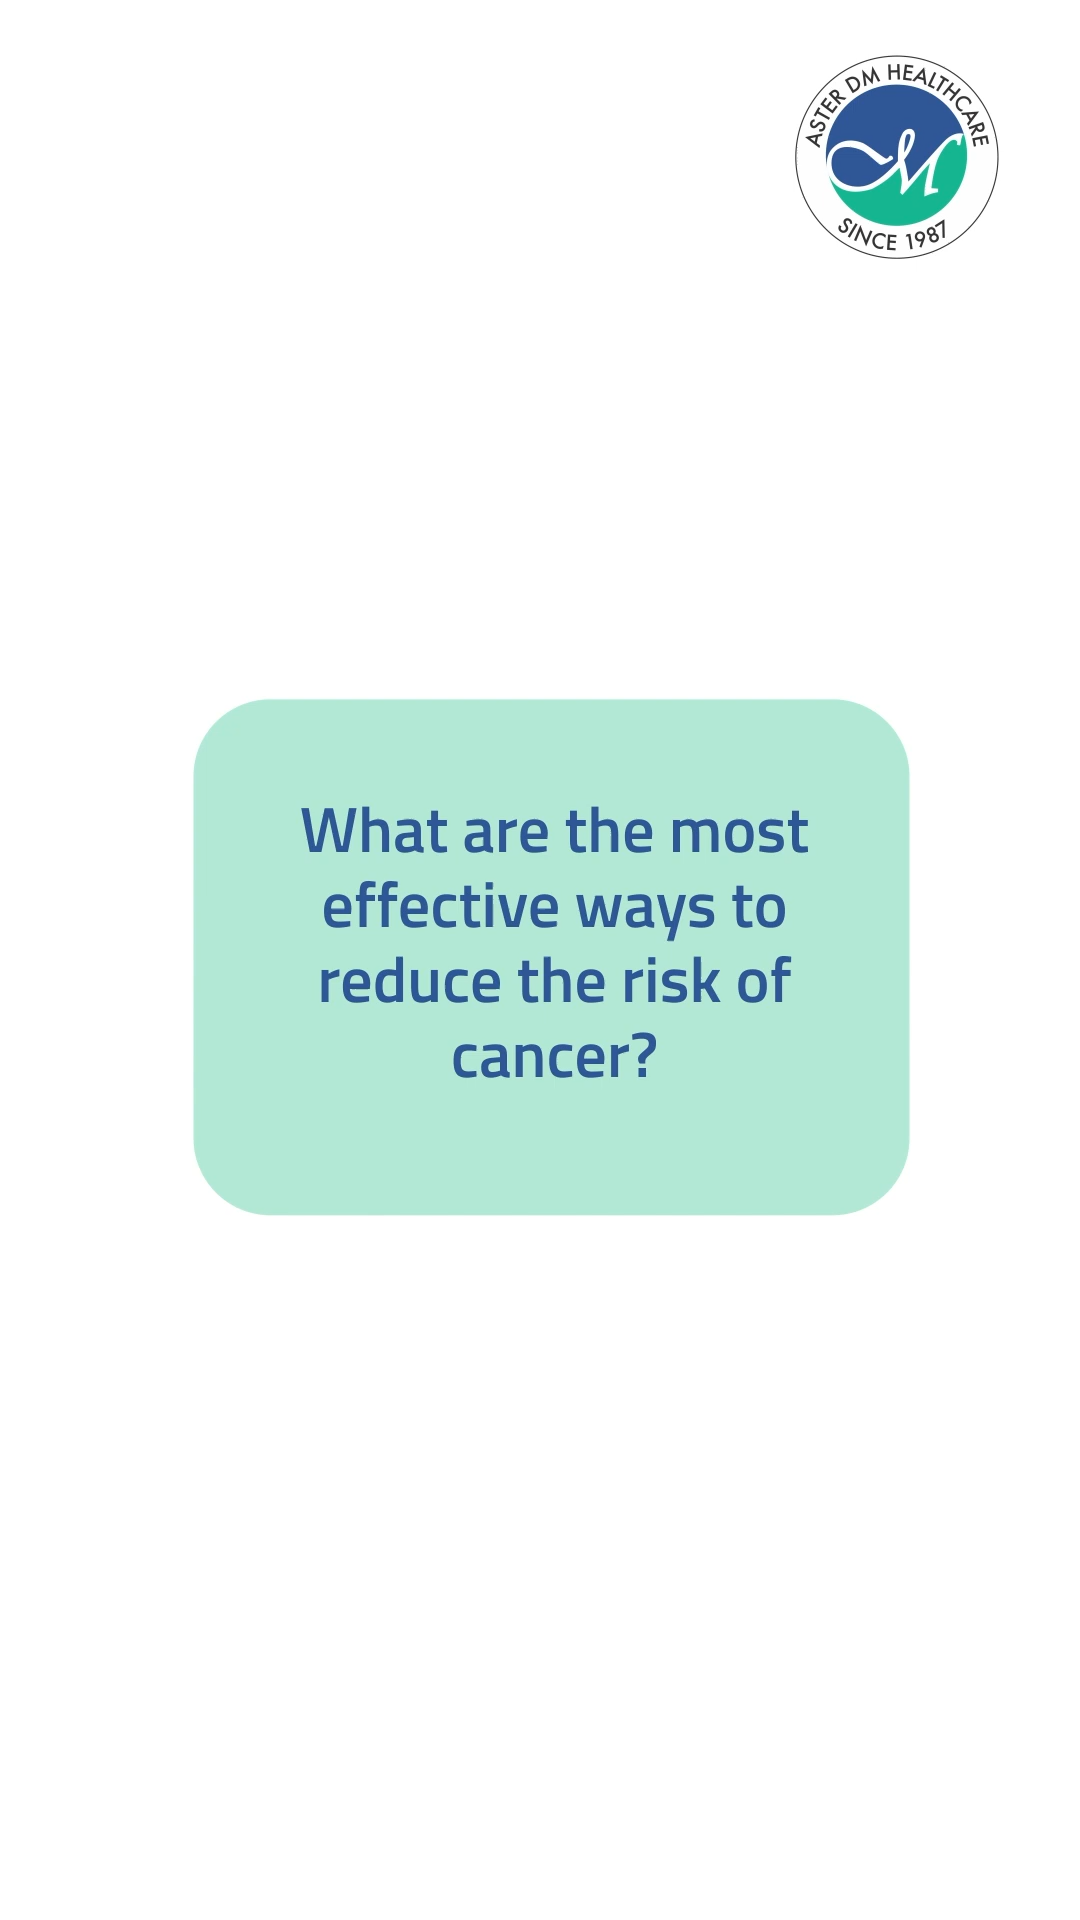 ASTER DM HEALTHCARE
SINCE 1987
What are the most
effective ways to
reduce the risk of
cancer?